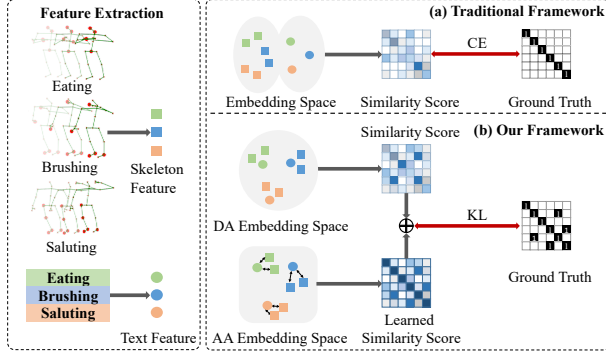 Feature Extraction
Eating
Brushing
Skeleton
Feature
Saluting
Eating
Brushing
Saluting
Text Feature
(a) Traditional Framework
CE
Embedding Space
Similarity Score
Ground Truth
Similarity Score
(b) Our Framework
DA Embedding Space
KL
Ground Truth
AA Embedding Space
Learned
Similarity Score